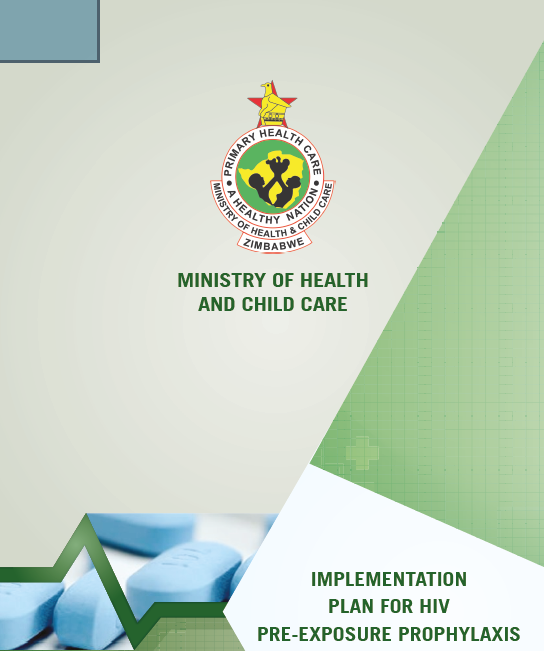 PRIMARY HEALTH CARE
A HEALTHY NATION
MINISTRY OF HEALTH & CHILD CARE
ZIMBABWE
MINISTRY OF HEALTH
AND CHILD CARE
IMPLEMENTATION
PLAN FOR HIV
PRE-EXPOSURE PROPHYLAXIS